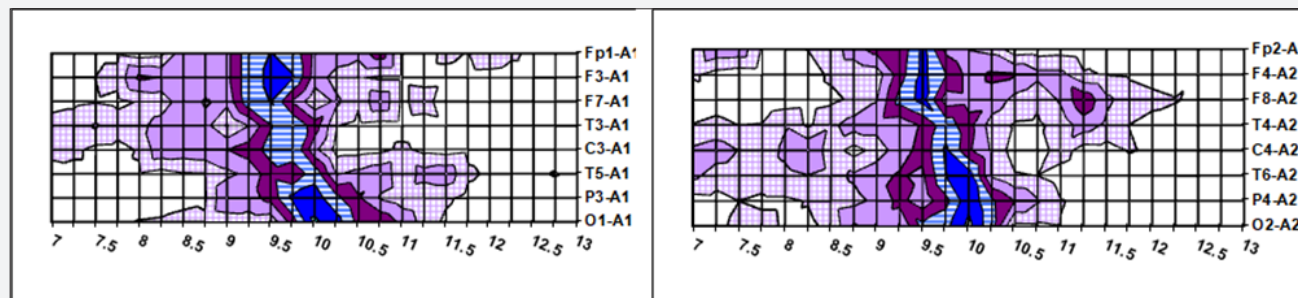 Fp1-A1
F3-A1
F7-A1
T3-A1
C3-A1
T5-A1
P3-A1
O1-A1
7 7.5 8 8.5 9 9.5 10 10.5 11 11.5 12 12.5 13
Fp2-A
F4-A2
F8-A2
T4-A2
C4-A2
T6-A2
P4-A2
O2-A2
7 7.5 8 8.5 9 9.5 10 10.5 11 11.5 12 12.5 13